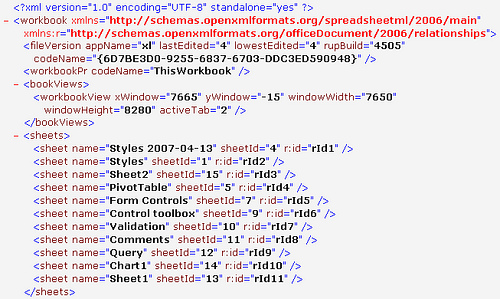 <?xml version="1.0" encoding="UTF-8" standalone="yes" ?>
- <workbook xmlns="http://schemas.openxmlformats.org/spreadsheetml/2006/main"
xmlns:r="http://schemas.openxmlformats.org/officeDocument/2006/relationships">
<fileVersion appName="xl" lastEdited="4" lowestEdited="4" rupBuild="4505"
codeName="{6D7BE3D0-9255-6837-6703-DDC3ED590948}" />
<workbookPr codeName="ThisWorkbook" />
- <bookViews>
<workbookView xWindow="7665" yWindow="-15" windowWidth="7650"
windowHeight="8280" activeTab="2" />
</bookViews>
- <sheets>
<sheet name="Styles 2007-04-13" sheetId="4" r:id="rId1" />
<sheet name="Styles" sheetId="1" r:id="rId2" />
<sheet name="Sheet2" sheetId="15" r:id="rId3" />
<sheet name="PivotTable" sheetId="5" r:id="rId4" />
<sheet name="Form Controls" sheetId="7" r:id="rId5" />
<sheet name="Control toolbox" sheetId="9" r:id="rId6" />
<sheet name="Validation" sheetId="10" r:id="rId7" />
<sheet name="Comments" sheetId="11" r:id="rId8" />
<sheet name="Query" sheetId="12" r:id="rId9" />
<sheet name="Chart1" sheetId="14" r:id="rId10" />
<sheet name="Sheet1" sheetId="13" r:id="rId11" />
</sheets>